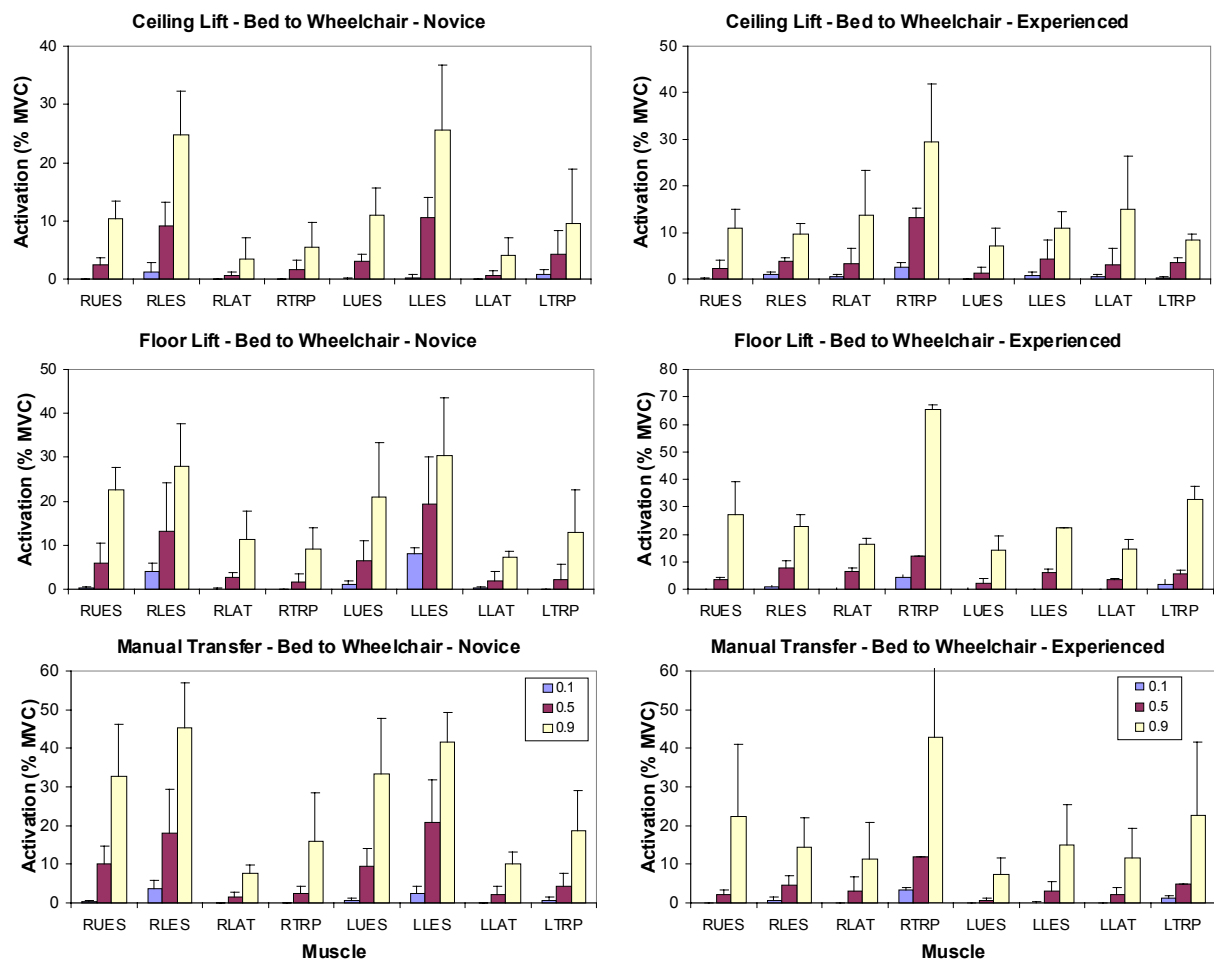 Ceiling Lift - Bed to Wheelchair - Novice
Activation (% MVC)
40
30
20
10
0
RUES RLES RLAT RTRP LUES LLES LLAT LTRP
Ceiling Lift - Bed to Wheelchair - Experienced
Activation (% MVC)
50
40
30
20
10
0
RUES RLES RLAT RTRP LUES LLES LLAT LTRP
Floor Lift - Bed to Wheelchair - Novice
Activation (% MVC)
50
40
30
20
10
0
RUES RLES RLAT RTRP LUES LLES LLAT LTRP
Floor Lift - Bed to Wheelchair - Experienced
Activation (% MVC)
80
70
60
50
40
30
20
10
0
RUES RLES RLAT RTRP LUES LLES LLAT LTRP
Manual Transfer - Bed to Wheelchair - Novice
Activation (% MVC)
60
50
40
30
20
10
0
0.1
0.5
0.9
RUES RLES RLAT RTRP LUES LLES LLAT LTRP
Muscle
Manual Transfer - Bed to Wheelchair - Experienced
Activation (% MVC)
60
50
40
30
20
10
0
0.1
0.5
0.9
RUES RLES RLAT RTRP LUES LLES LLAT LTRP
Muscle